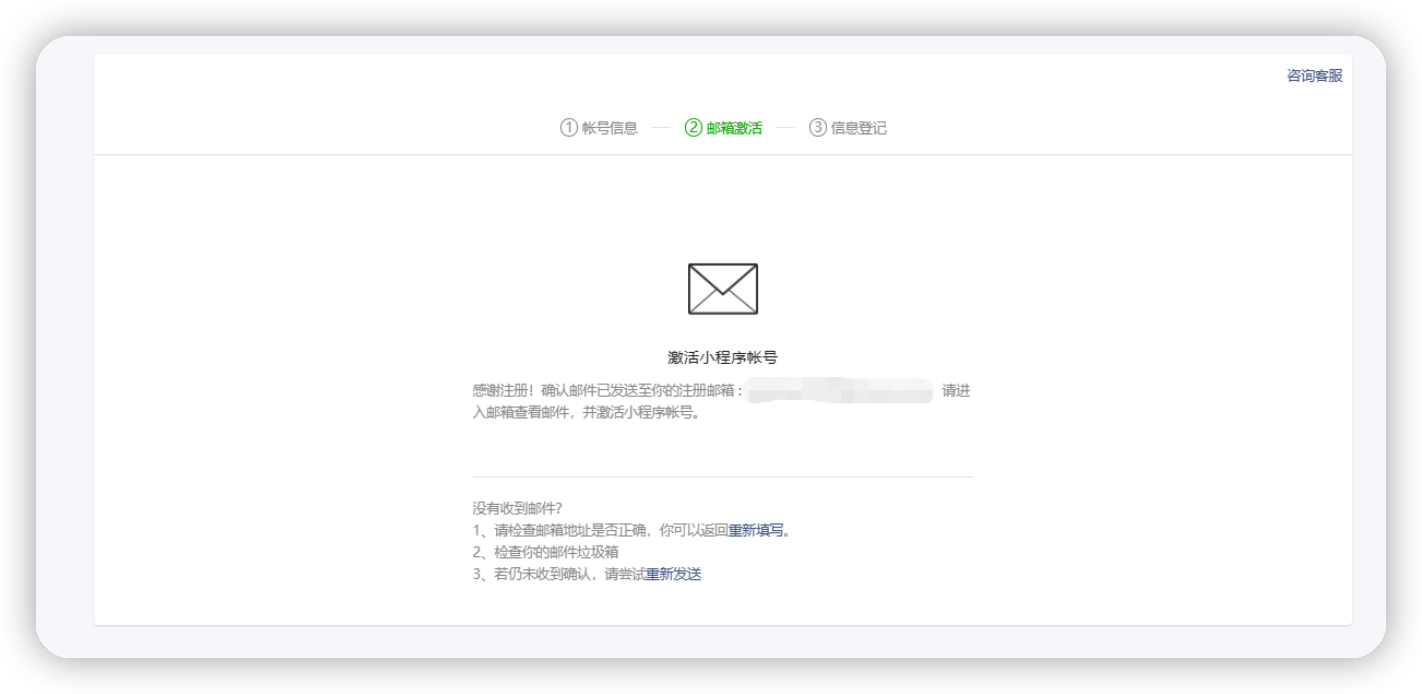 咨询客服
① 帐号信息 — ② 邮箱激活 — ③ 信息登记
激活小程序帐号
感谢注册！确认邮件已发送至你的注册邮箱： 请进
入邮箱查看邮件，并激活小程序帐号。
没有收到邮件？
1、请检查邮箱地址是否正确，你可以返回重新填写。
2、检查你的邮件垃圾箱
3、若仍未收到确认，请尝试重新发送